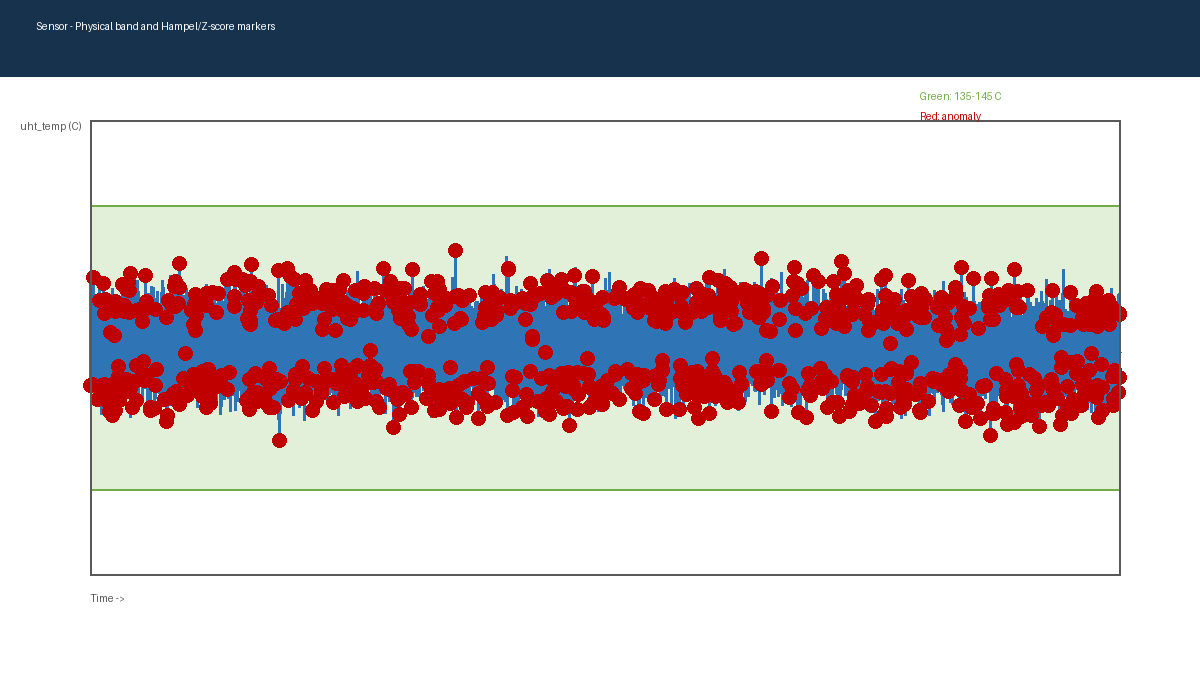 Sensor - Physical band and Hampel/Z-score markers
Green: 135-145 C
Red: anomaly
uht_temp (C)
Time ->